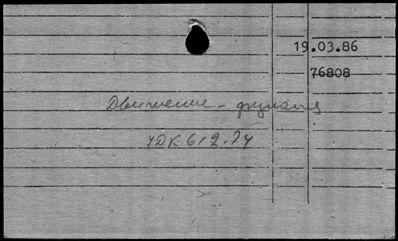 19.03.86
76808
Движение - физиология
УДК 612.74